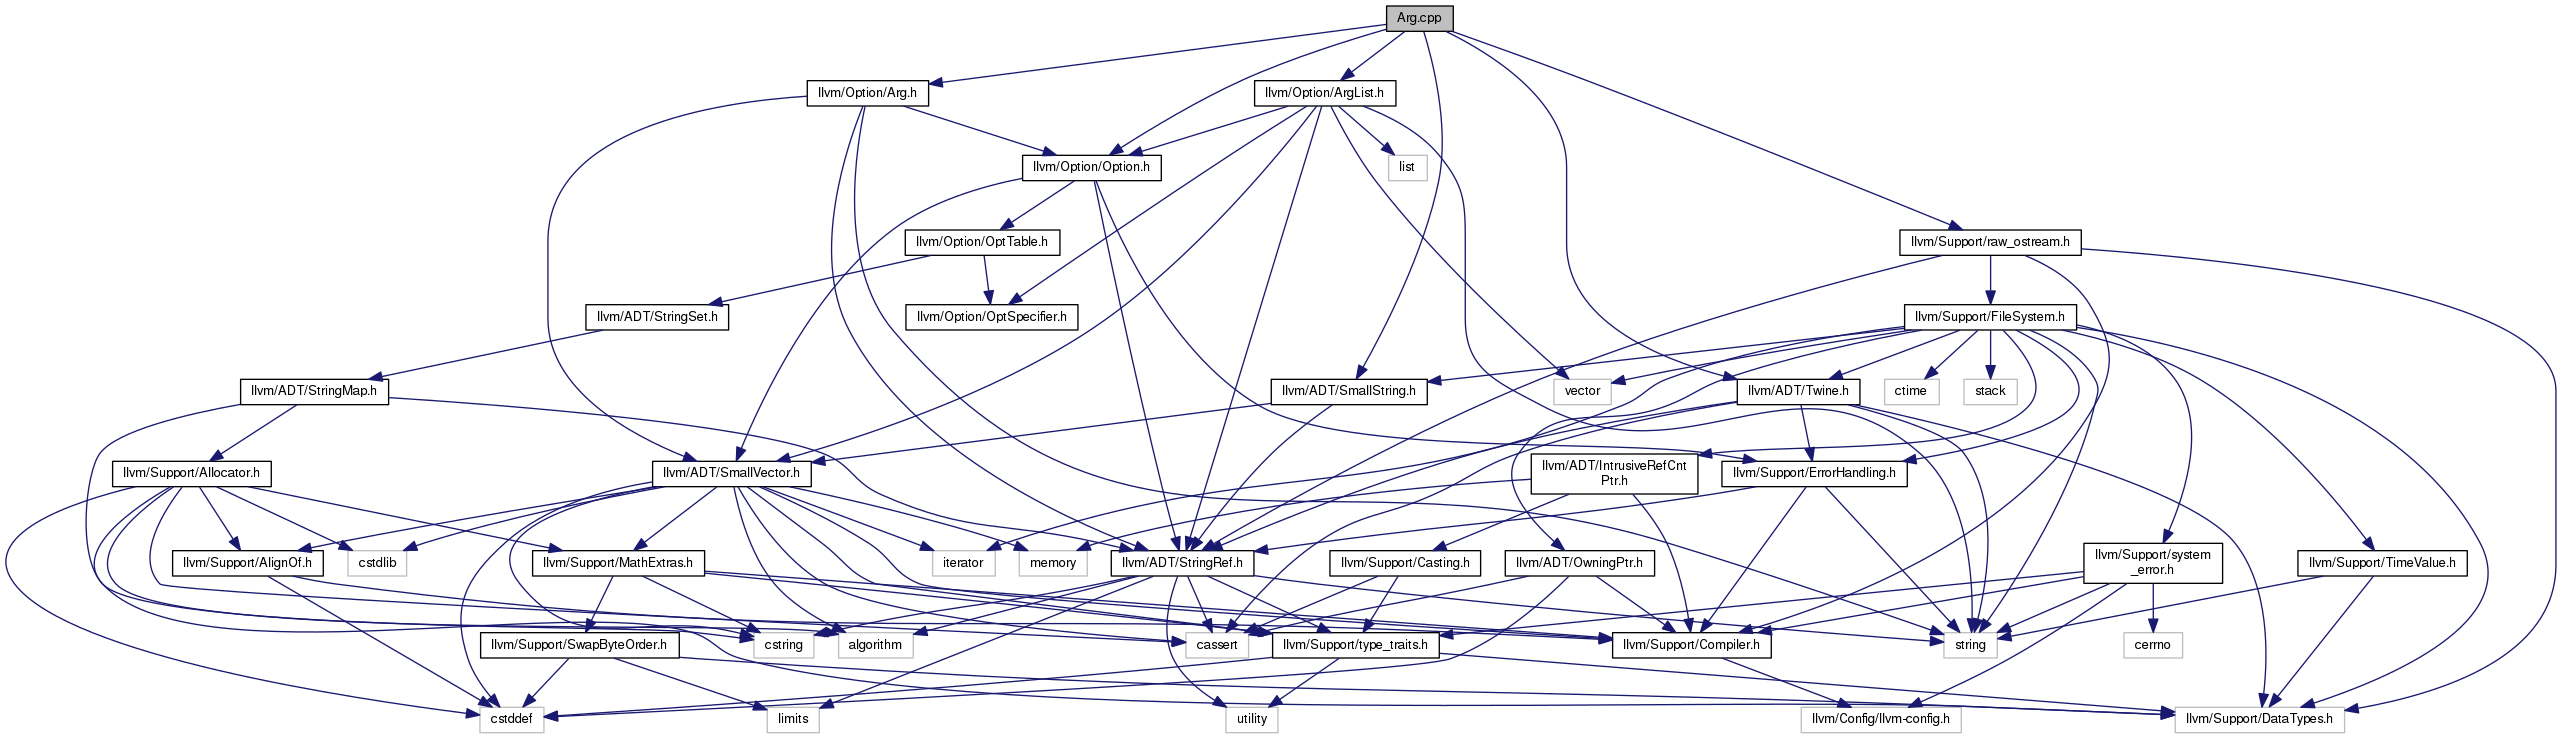 Arg.cpp
llvm/Option/Arg.h
llvm/Option/ArgList.h
llvm/Option/Option.h
list
llvm/Option/OptTable.h
llvm/Support/raw_ostream.h
llvm/ADT/StringSet.h
llvm/Option/OptSpecifier.h
llvm/Support/FileSystem.h
llvm/ADT/StringMap.h
llvm/ADT/SmallString.h
vector
llvm/ADT/Twine.h
ctime
stack
llvm/Support/Allocator.h
llvm/ADT/SmallVector.h
llvm/ADT/IntrusiveRefCnt
Ptr.h
llvm/Support/ErrorHandling.h
llvm/Support/AlignOf.h
cstdlib
llvm/Support/MathExtras.h
iterator
memory
llvm/ADT/StringRef.h
llvm/Support/Casting.h
llvm/ADT/OwningPtr.h
llvm/Support/system
_error.h
llvm/Support/TimeValue.h
llvm/Support/SwapByteOrder.h
cstring
algorithm
cassert
llvm/Support/type_traits.h
llvm/Support/Compiler.h
string
cerrno
cstddef
limits
utility
llvm/Config/llvm-config.h
llvm/Support/DataTypes.h